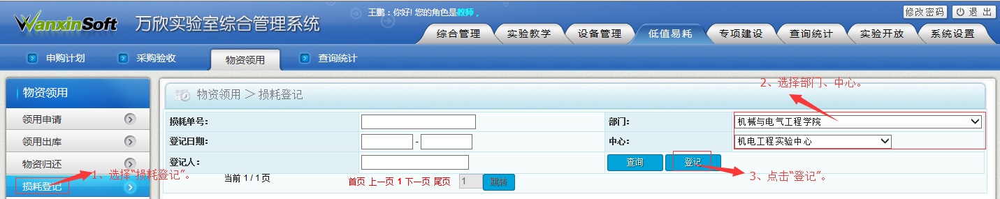 WanxinSoft 万欣实验室综合管理系统
王鹏：你好! 您的角色是教师，
修改密码 退 出
综合管理 实验教学 设备管理 低值易耗 专项建设 查询统计 实验开放 系统设置
申购计划 采购验收 物资领用 查询统计
物资领用
领用申请
领用出库
物资归还
损耗登记
1、选择“损耗登记”。
物资领用 > 损耗登记
2、选择部门、中心。
损耗单号: 部门: 机械与电气工程学院
登记日期: - 中心: 机电工程实验中心
登记人: 查询 登记
3、点击“登记”。
当前 1 / 1 页 首页 上一页 1 下一页 尾页 1 跳转